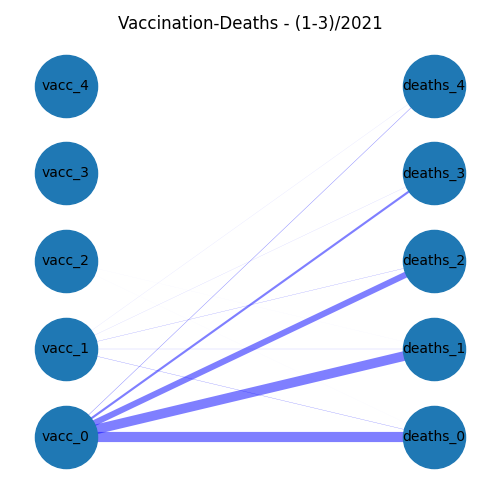 Vaccination-Deaths - (1-3)/2021
vacc_4 deaths_4
vacc_3 deaths_3
vacc_2 deaths_2
vacc_1 deaths_1
vacc_0 deaths_0